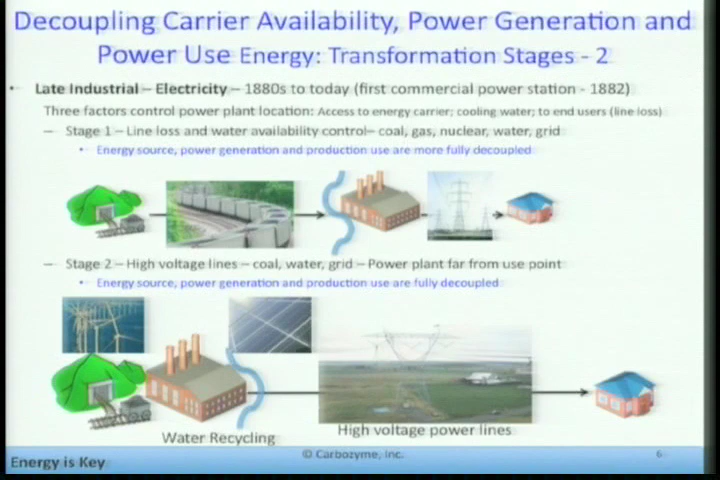 Decoupling Carrier Availability, Power Generation and
Power Use Energy: Transformation Stages - 2
• Late Industrial – Electricity – 1880s to today (first commercial power station - 1882)
Three factors control power plant location: Access to energy carrier; cooling water; to end users (line loss)
– Stage 1 – Line loss and water availability control– coal, gas, nuclear, water, grid
• Energy source, power generation and production use are more fully decoupled
– Stage 2 – High voltage lines – coal, water, grid – Power plant far from use point
• Energy source, power generation and production use are fully decoupled
Water Recycling
High voltage power lines
Energy is Key
© Carbozyme, Inc.
6